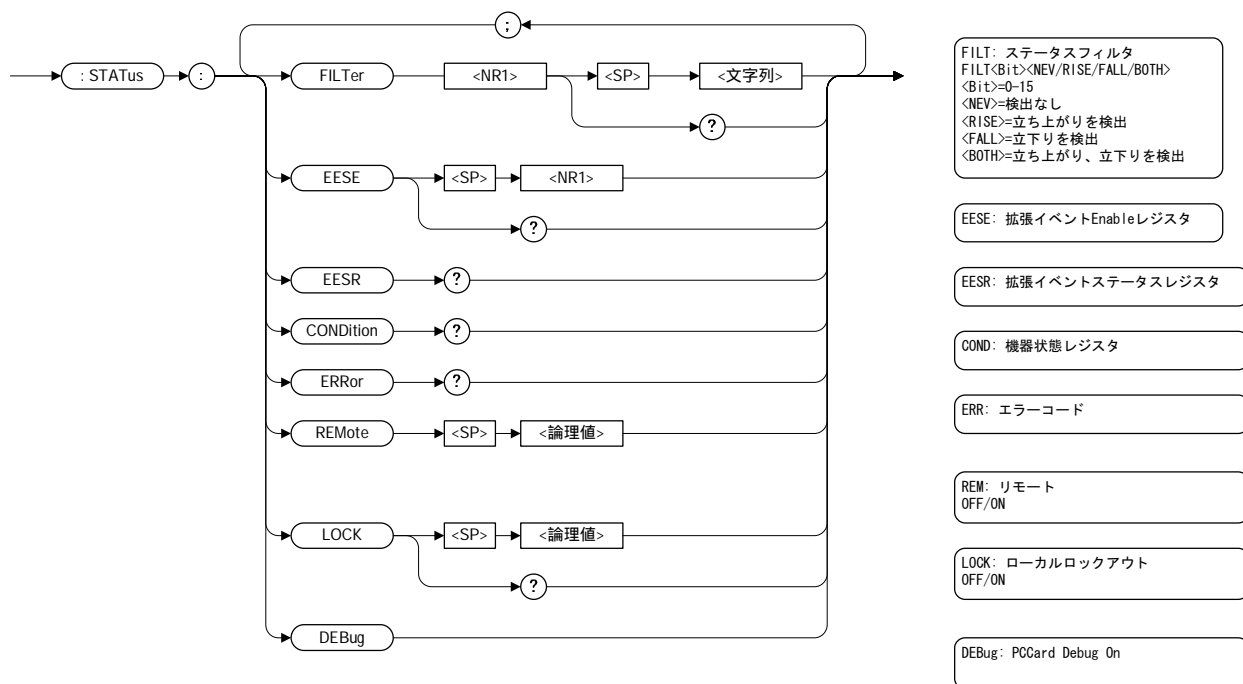 ;
: STATus
:
FILTer
<NR1>
<SP>
<文字列>
?
EESE
<SP>
<NR1>
?
EESR
?
CONDition
?
ERRor
?
REMote
<SP>
<論理値>
LOCK
<SP>
<論理値>
?
DEBug
FILT: ステータスフィルタ
FILT<Bit><NEV/RISE/FALL/BOTH>
<Bit>=0-15
<NEV>=検出なし
<RISE>=立ち上がりを検出
<FALL>=立下りを検出
<BOTH>=立ち上がり、立下りを検出
EESE: 拡張イベントEnableレジスタ
EESR: 拡張イベントステータスレジスタ
COND: 機器状態レジスタ
ERR: エラーコード
REM: リモート
OFF/ON
LOCK: ローカルロックアウト
OFF/ON
DEBug: PCCard Debug On